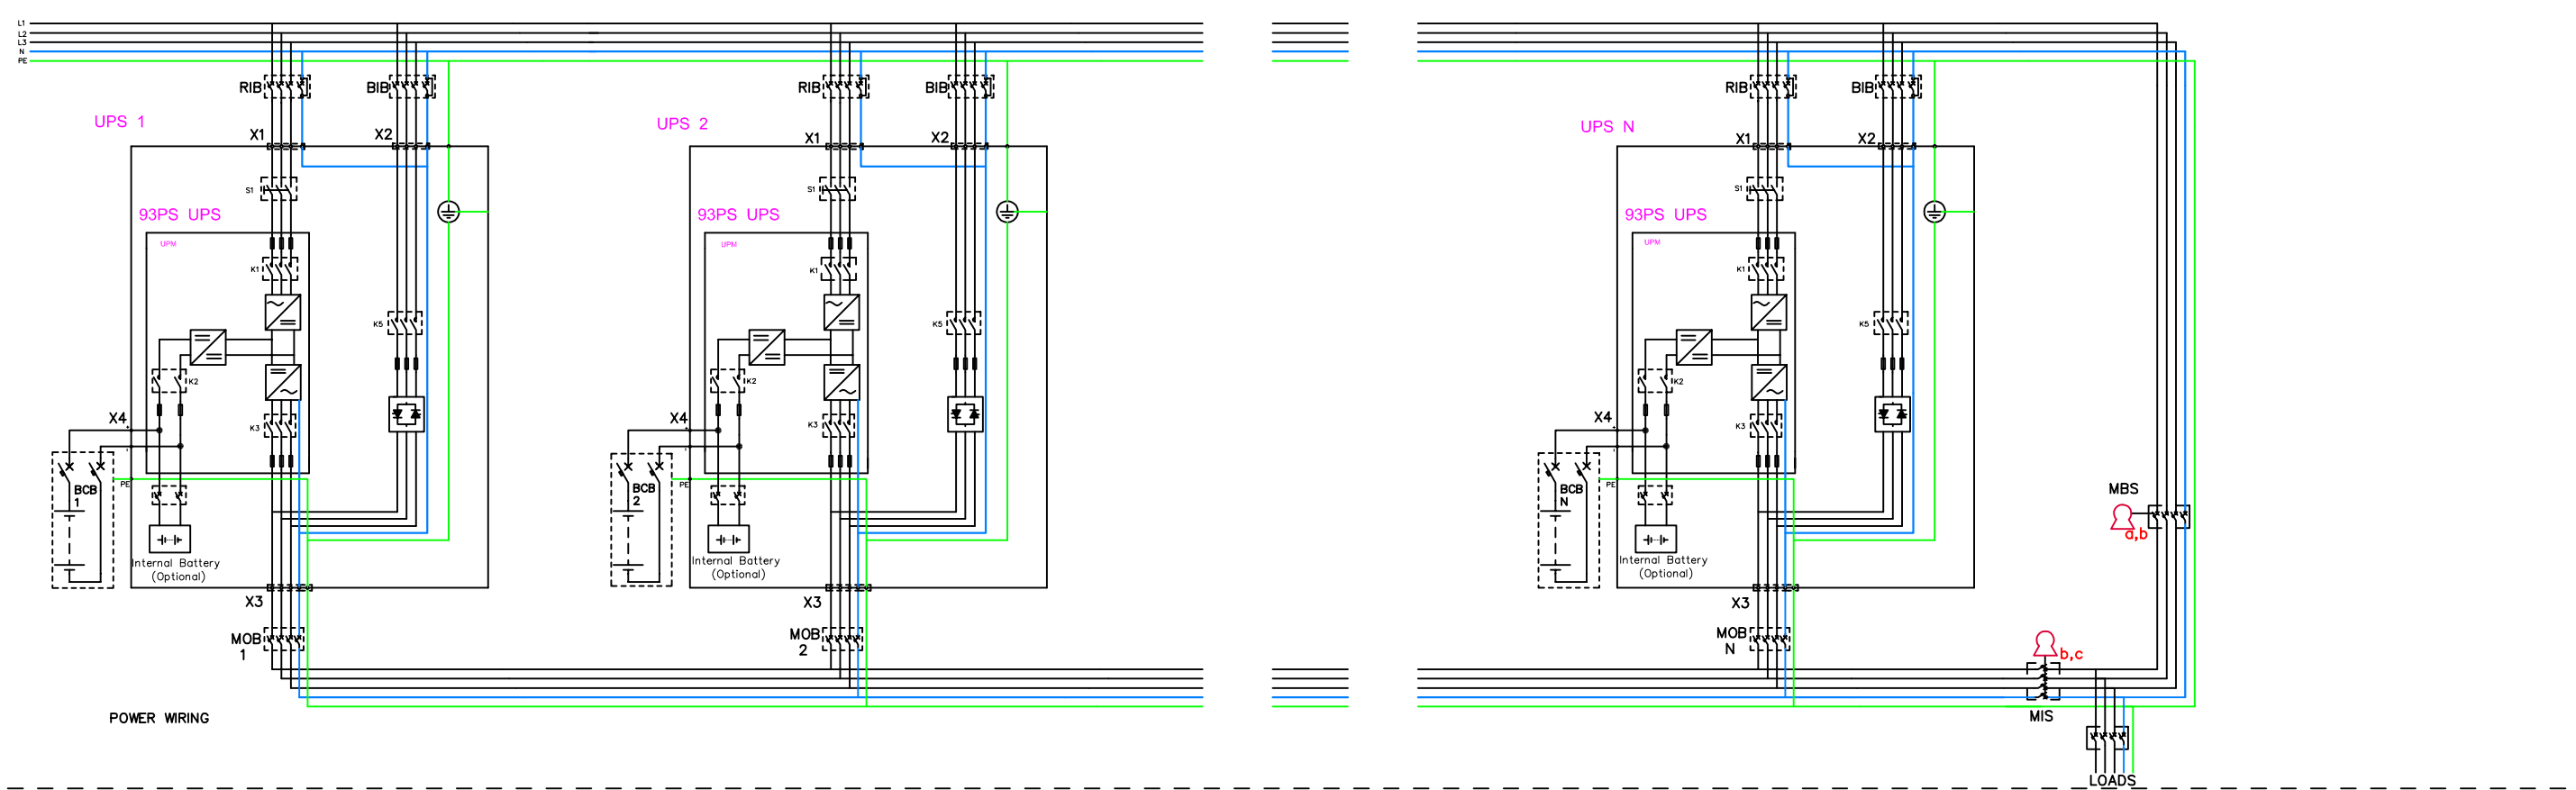 L1
L2
L3
N
PE
RIB
BIB
UPS 1
X1
X2
S1
93PS UPS
UPM
K1
K5
K2
X4
K3
+
-
BCB
1
PE
Internal Battery
(Optional)
X3
MOB
1
RIB
BIB
UPS 2
X1
X2
S1
93PS UPS
UPM
K1
K5
K2
X4
K3
+
-
BCB
2
PE
Internal Battery
(Optional)
X3
MOB
2
RIB
BIB
UPS N
X1
X2
S1
93PS UPS
UPM
K1
K5
K2
X4
K3
+
-
BCB
N
PE
Internal Battery
(Optional)
X3
MOB
N
MBS
a,b
b,c
MIS
LOADS
POWER WIRING